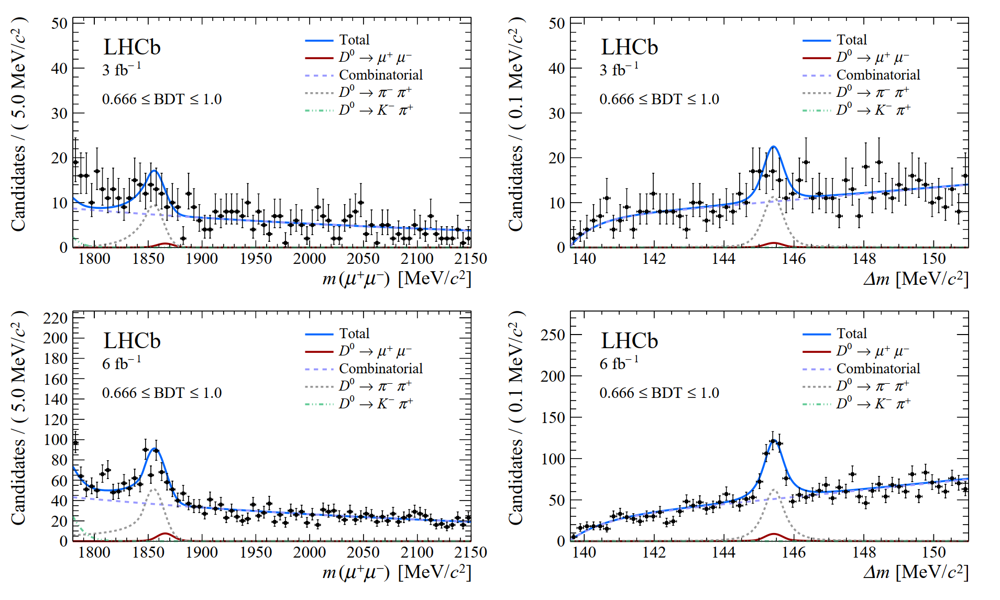 Candidates / ( 5.0 MeV/c² )
50
40
30
20
10
0
LHCb
3 fb⁻¹
0.666 ≤ BDT ≤ 1.0
Total
D⁰ → μ⁺ μ⁻
Combinatorial
D⁰ → π⁻ π⁺
D⁰ → K⁻ π⁺
1800 1850 1900 1950 2000 2050 2100 2150
m(μ⁺μ⁻) [MeV/c²]
Candidates / ( 0.1 MeV/c² )
50
40
30
20
10
0
LHCb
3 fb⁻¹
0.666 ≤ BDT ≤ 1.0
Total
D⁰ → μ⁺ μ⁻
Combinatorial
D⁰ → π⁻ π⁺
D⁰ → K⁻ π⁺
140 142 144 146 148 150
Δm [MeV/c²]
Candidates / ( 5.0 MeV/c² )
220
200
180
160
140
120
100
80
60
40
20
0
LHCb
6 fb⁻¹
0.666 ≤ BDT ≤ 1.0
Total
D⁰ → μ⁺ μ⁻
Combinatorial
D⁰ → π⁻ π⁺
D⁰ → K⁻ π⁺
1800 1850 1900 1950 2000 2050 2100 2150
m(μ⁺μ⁻) [MeV/c²]
Candidates / ( 0.1 MeV/c² )
250
200
150
100
50
0
LHCb
6 fb⁻¹
0.666 ≤ BDT ≤ 1.0
Total
D⁰ → μ⁺ μ⁻
Combinatorial
D⁰ → π⁻ π⁺
D⁰ → K⁻ π⁺
140 142 144 146 148 150
Δm [MeV/c²]